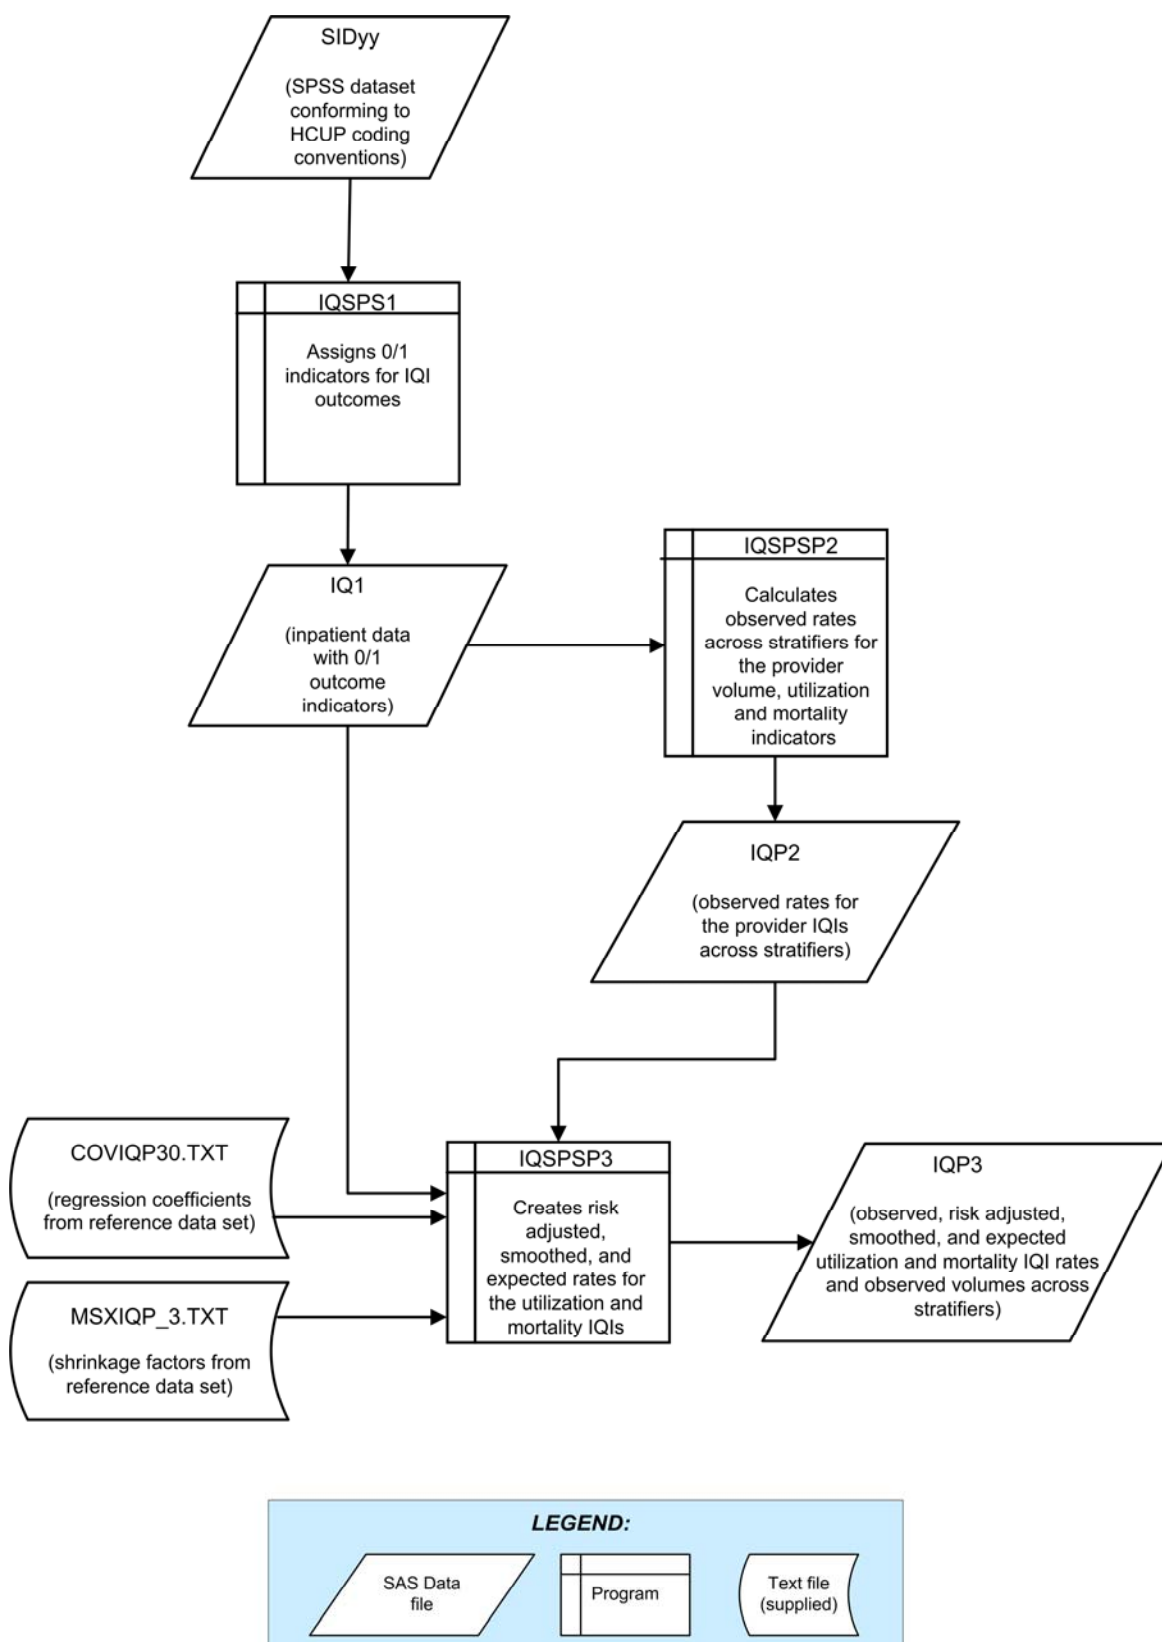 SIDyy
(SPSS dataset
conforming to
HCUP coding
conventions)
IQSPS1
Assigns 0/1
indicators for IQI
outcomes
IQ1
(inpatient data
with 0/1
outcome
indicators)
IQSPSP2
Calculates
observed rates
across stratifiers for
the provider
volume, utilization
and mortality
indicators
IQP2
(observed rates for
the provider IQIs
across stratifiers)
COVIQP30.TXT
(regression coefficients
from reference data set)
MSXIQP_3.TXT
(shrinkage factors from
reference data set)
IQSPSP3
Creates risk
adjusted,
smoothed, and
expected rates for
the utilization and
mortality IQIs
IQP3
(observed, risk adjusted,
smoothed, and expected
utilization and mortality IQI rates
and observed volumes across
stratifiers)
LEGEND:
SAS Data
file
Program
Text file
(supplied)